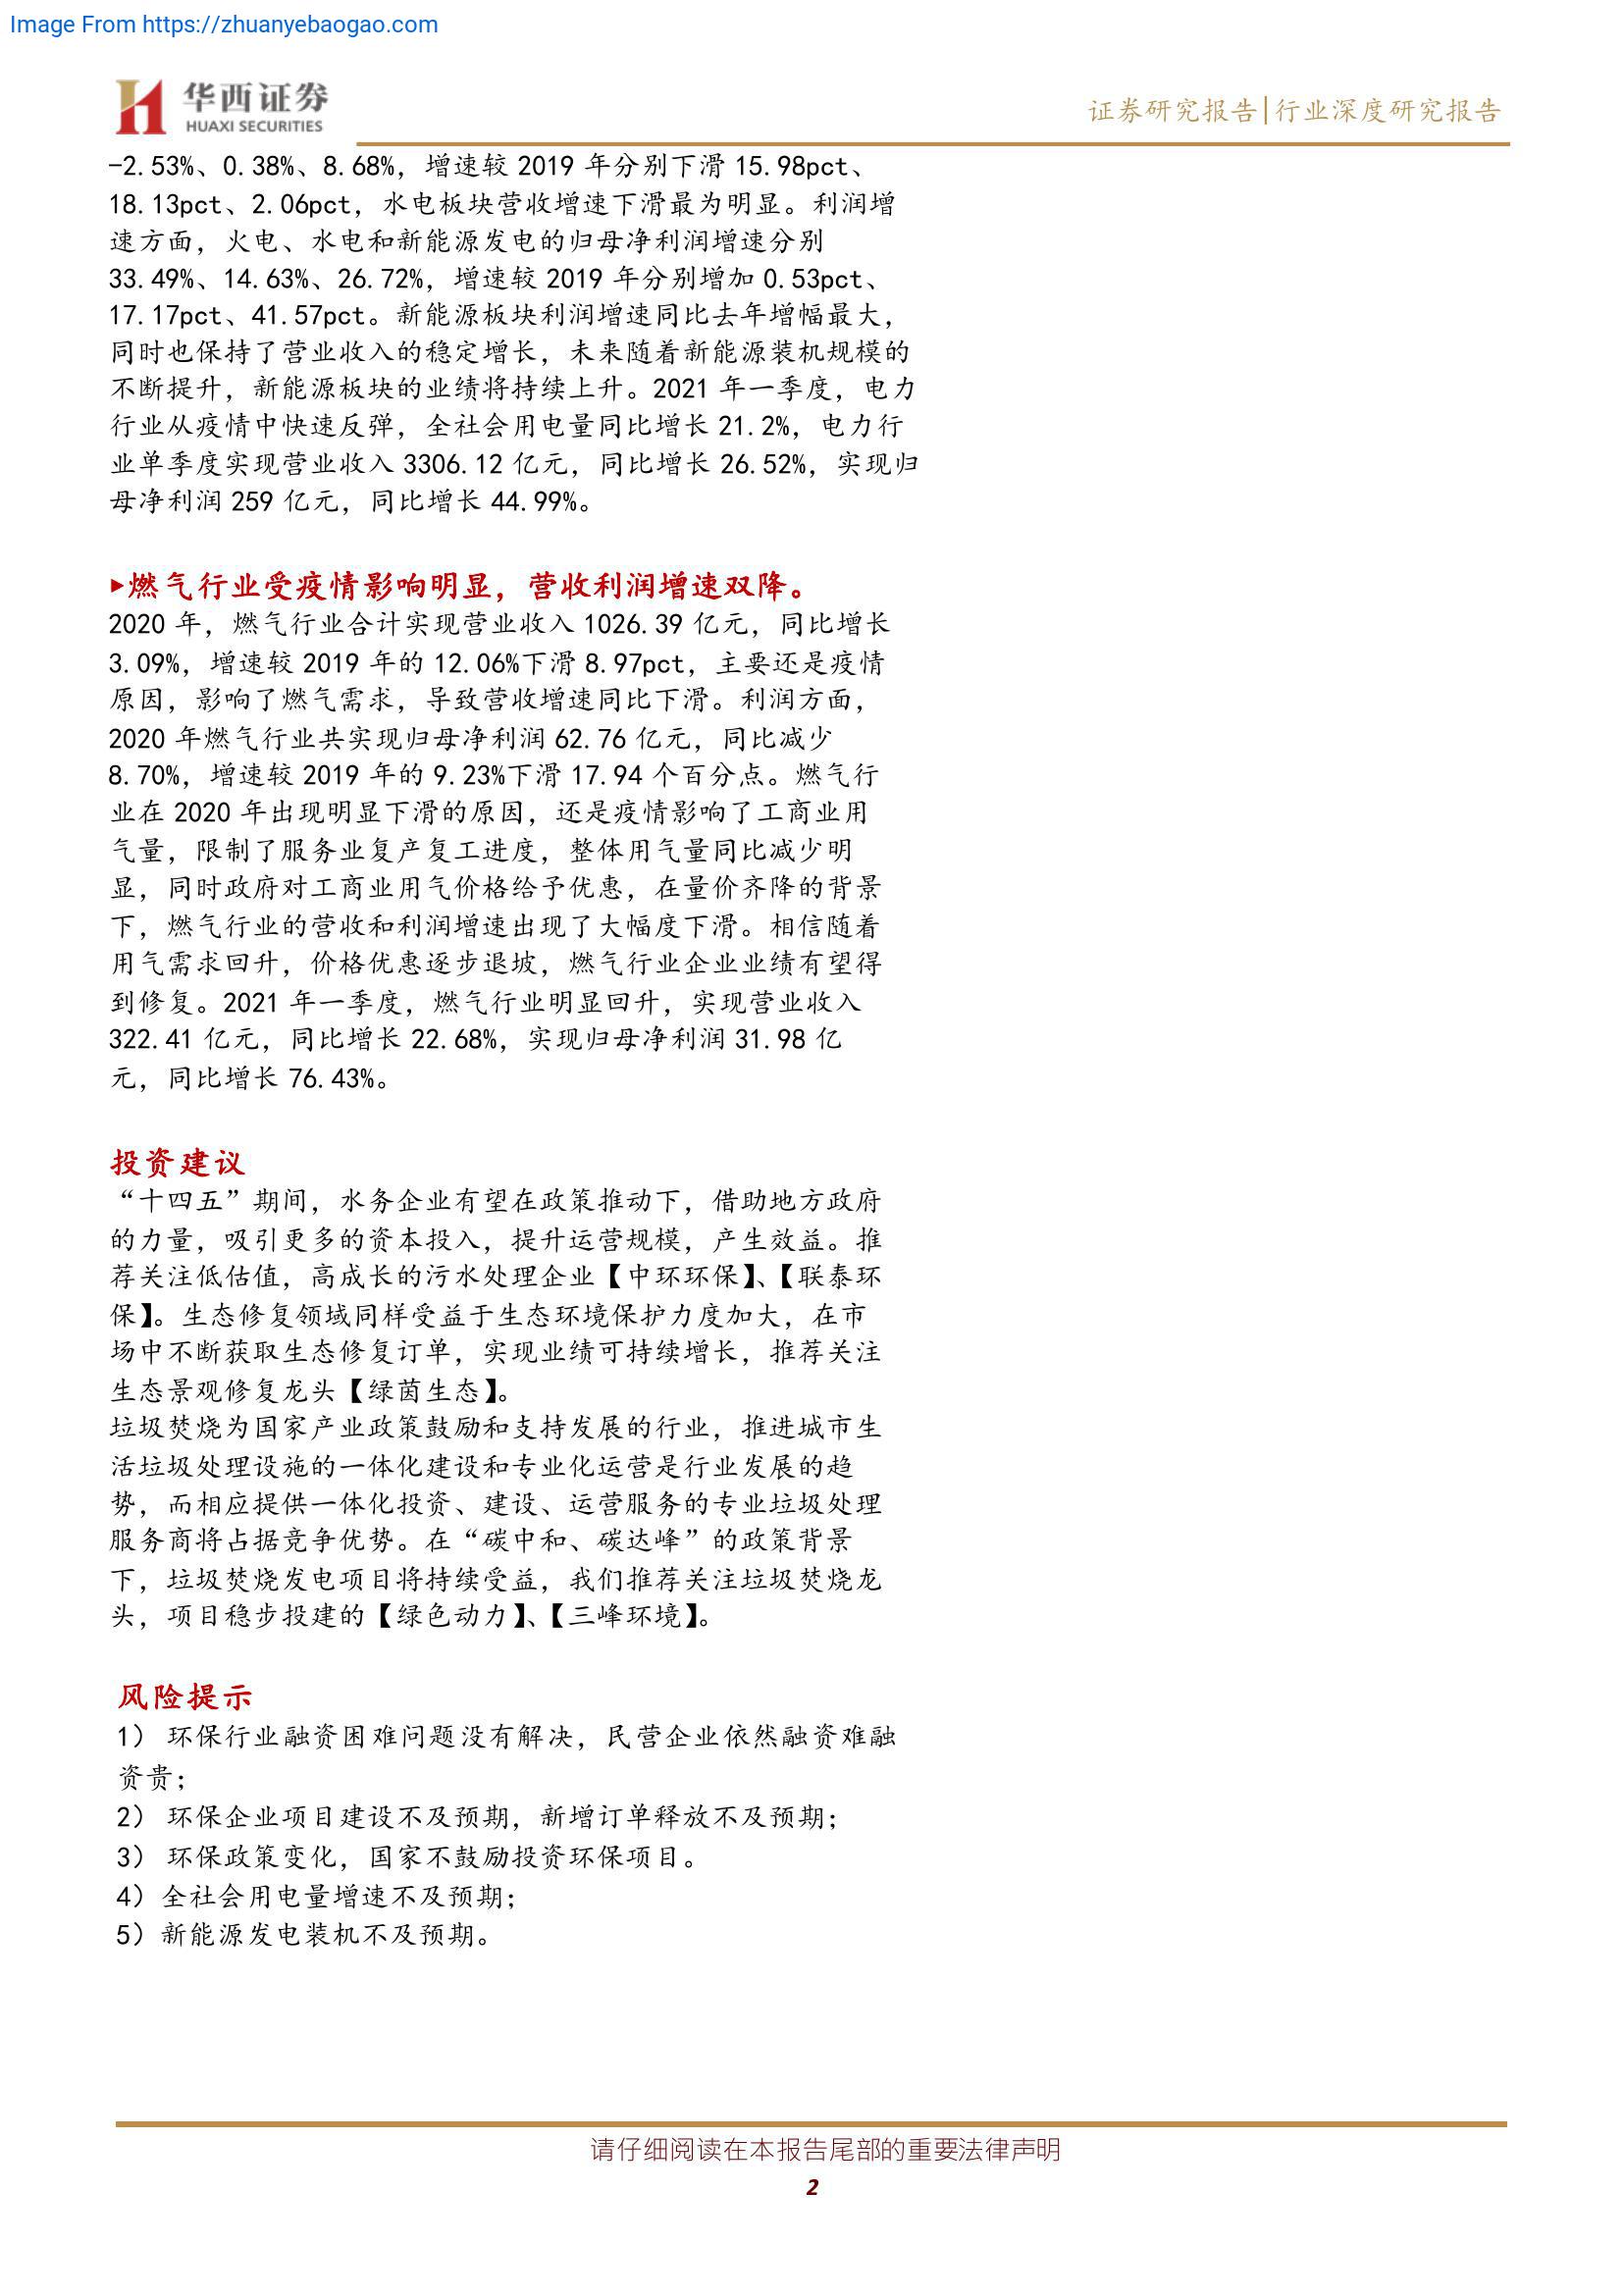 Image From https://zhuanyebaogao.com
华西证券
HUAXI SECURITIES
证券研究报告|行业深度研究报告
-2.53%、0.38%、8.68%，增速较 2019 年分别下滑 15.98pct、
18.13pct、2.06pct，水电板块营收增速下滑最为明显。利润增
速方面，火电、水电和新能源发电的归母净利润增速分别
33.49%、14.63%、26.72%，增速较 2019 年分别增加 0.53pct、
17.17pct、41.57pct。新能源板块利润增速同比去年增幅最大，
同时也保持了营业收入的稳定增长，未来随着新能源装机规模的
不断提升，新能源板块的业绩将持续上升。2021 年一季度，电力
行业从疫情中快速反弹，全社会用电量同比增长 21.2%，电力行
业单季度实现营业收入 3306.12 亿元，同比增长 26.52%，实现归
母净利润 259 亿元，同比增长 44.99%。
▸燃气行业受疫情影响明显，营收利润增速双降。
2020 年，燃气行业合计实现营业收入 1026.39 亿元，同比增长
3.09%，增速较 2019 年的 12.06%下滑 8.97pct，主要还是疫情
原因，影响了燃气需求，导致营收增速同比下滑。利润方面，
2020 年燃气行业共实现归母净利润 62.76 亿元，同比减少
8.70%，增速较 2019 年的 9.23%下滑 17.94 个百分点。燃气行
业在 2020 年出现明显下滑的原因，还是疫情影响了工商业用
气量，限制了服务业复产复工进度，整体用气量同比减少明
显，同时政府对工商业用气价格给予优惠，在量价齐降的背景
下，燃气行业的营收和利润增速出现了大幅度下滑。相信随着
用气需求回升，价格优惠逐步退坡，燃气行业企业业绩有望得
到修复。2021 年一季度，燃气行业明显回升，实现营业收入
322.41 亿元，同比增长 22.68%，实现归母净利润 31.98 亿
元，同比增长 76.43%。
投资建议
“十四五”期间，水务企业有望在政策推动下，借助地方政府
的力量，吸引更多的资本投入，提升运营规模，产生效益。推
荐关注低估值，高成长的污水处理企业【中环环保】、【联泰环
保】。生态修复领域同样受益于生态环境保护力度加大，在市
场中不断获取生态修复订单，实现业绩可持续增长，推荐关注
生态景观修复龙头【绿茵生态】。
垃圾焚烧为国家产业政策鼓励和支持发展的行业，推进城市生
活垃圾处理设施的一体化建设和专业化运营是行业发展的趋
势，而相应提供一体化投资、建设、运营服务的专业垃圾处理
服务商将占据竞争优势。在“碳中和、碳达峰”的政策背景
下，垃圾焚烧发电项目将持续受益，我们推荐关注垃圾焚烧龙
头，项目稳步投建的【绿色动力】、【三峰环境】。
风险提示
1） 环保行业融资困难问题没有解决，民营企业依然融资难融
资贵；
2） 环保企业项目建设不及预期，新增订单释放不及预期；
3） 环保政策变化，国家不鼓励投资环保项目。
4）全社会用电量增速不及预期；
5）新能源发电装机不及预期。
请仔细阅读在本报告尾部的重要法律声明
2